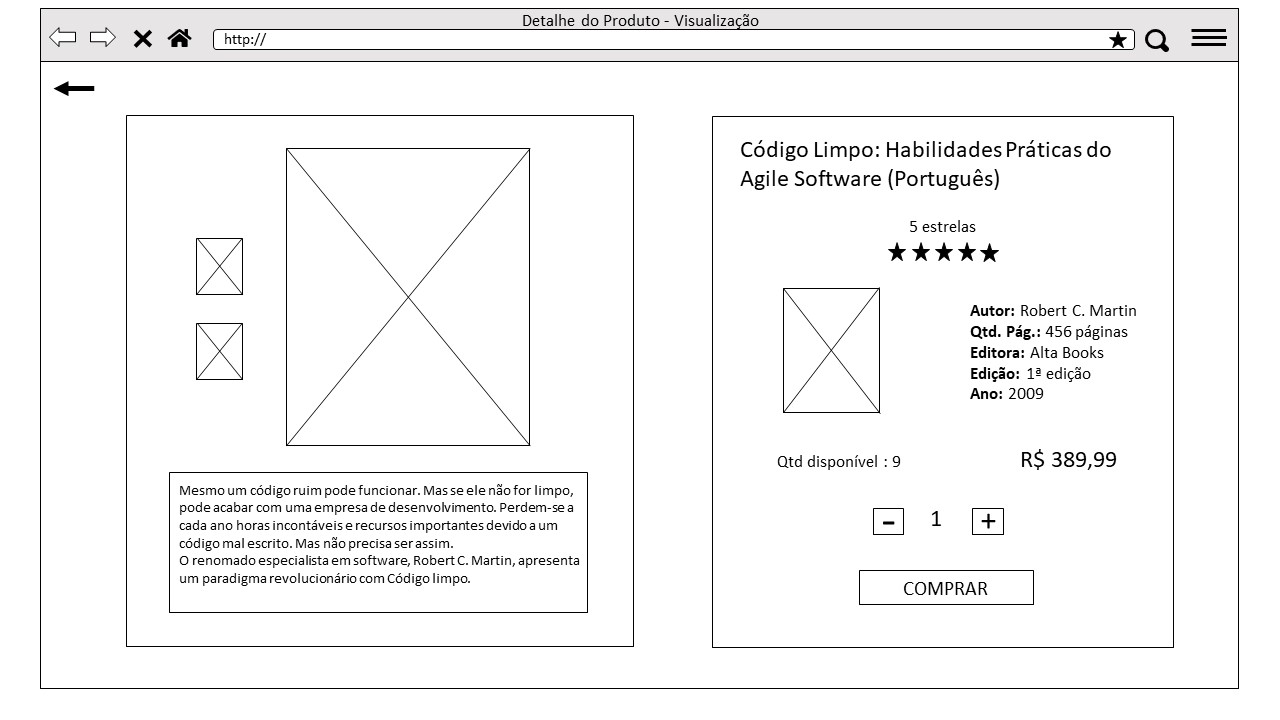 Detalhe do Produto - Visualização
http://
Mesmo um código ruim pode funcionar. Mas se ele não for limpo,
pode acabar com uma empresa de desenvolvimento. Perdem-se a
cada ano horas incontáveis e recursos importantes devido a um
código mal escrito. Mas não precisa ser assim.
O renomado especialista em software, Robert C. Martin, apresenta
um paradigma revolucionário com Código limpo.
Código Limpo: Habilidades Práticas do
Agile Software (Português)
5 estrelas
Autor: Robert C. Martin
Qtd. Pág.: 456 páginas
Editora: Alta Books
Edição: 1ª edição
Ano: 2009
Qtd disponível : 9
R$ 389,99
- 1 +
COMPRAR